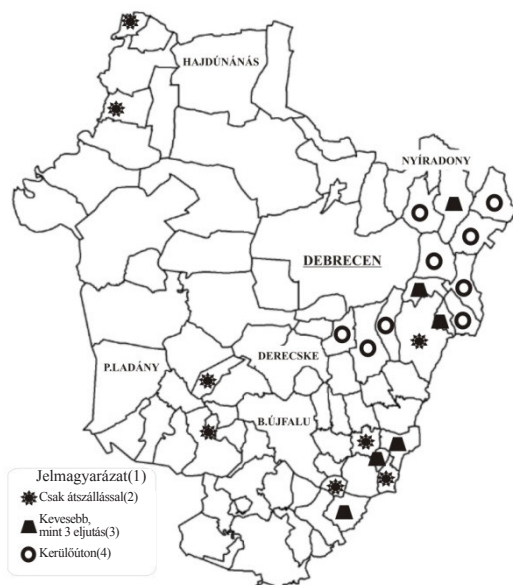 HAJDÚNÁNÁS
NYÍRADONY
DEBRECEN
P.LADÁNY
DERECSKE
B.ÚJFALU
Jelmagyarázat(1)
Csak átszállással(2)
Kevesebb,
mint 3 eljutás(3)
Kerülőúton(4)